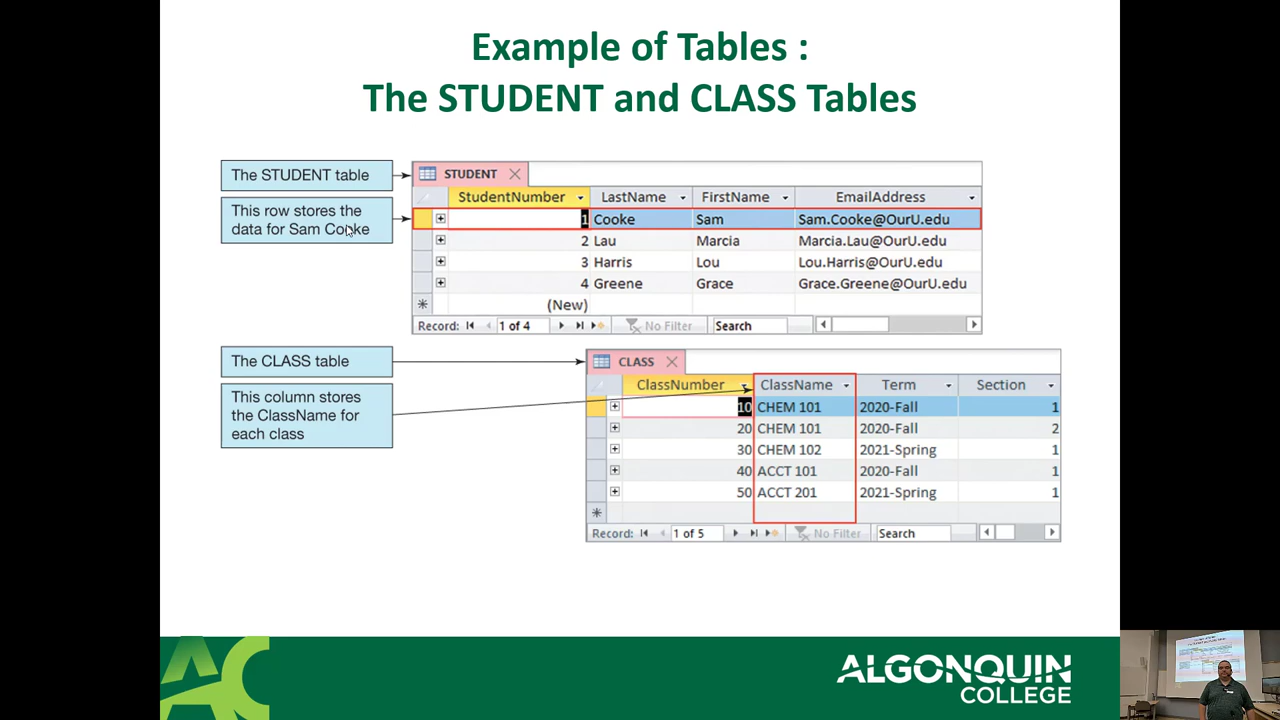 Example of Tables :
The STUDENT and CLASS Tables
The STUDENT table
This row stores the
data for Sam Cooke
STUDENT
StudentNumber LastName FirstName EmailAddress
1 Cooke Sam Sam.Cooke@OurU.edu
2 Lau Marcia Marcia.Lau@OurU.edu
3 Harris Lou Lou.Harris@OurU.edu
4 Greene Grace Grace.Greene@OurU.edu
(New)
Record: 1 of 4 No Filter Search
The CLASS table
This column stores
the ClassName for
each class
CLASS
ClassNumber ClassName Term Section
10 CHEM 101 2020-Fall 1
20 CHEM 101 2020-Fall 2
30 CHEM 102 2021-Spring 1
40 ACCT 101 2020-Fall 1
50 ACCT 201 2021-Spring 1
Record: 1 of 5 No Filter Search
AC
ALGONQUIN
COLLEGE